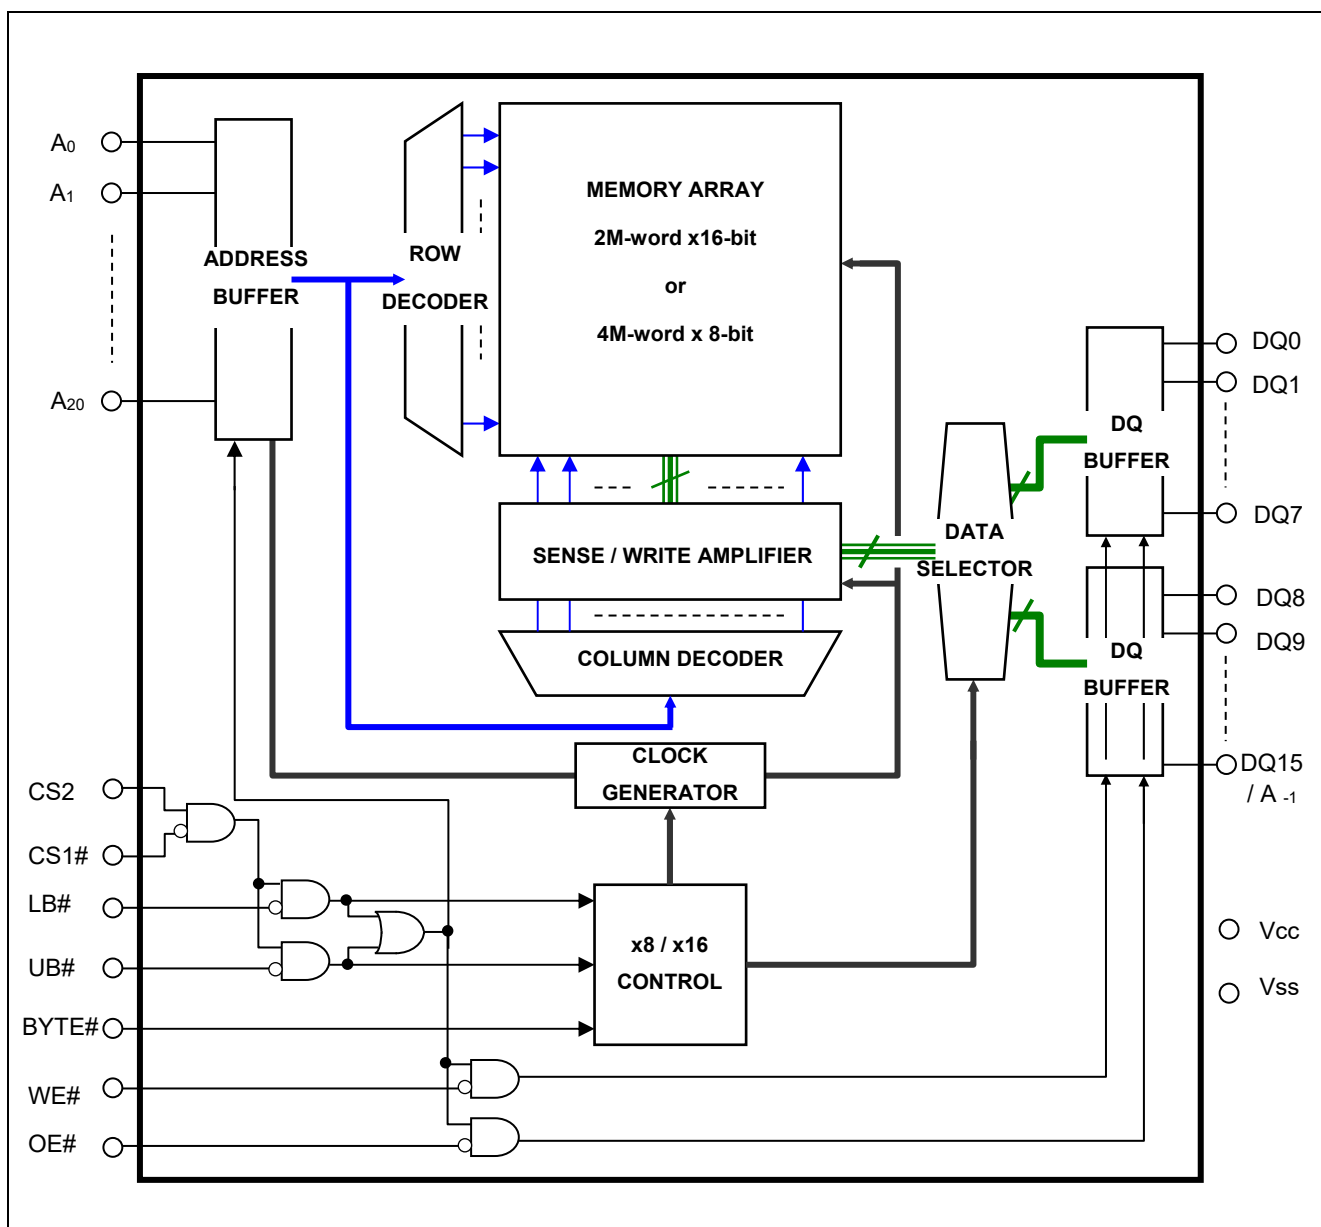 A0
A1
A20
ADDRESS
BUFFER
ROW
DECODER
MEMORY ARRAY
2M-word x16-bit
or
4M-word x 8-bit
SENSE / WRITE AMPLIFIER
COLUMN DECODER
CLOCK
GENERATOR
x8 / x16
CONTROL
DATA
SELECTOR
DQ
BUFFER
DQ
BUFFER
DQ0
DQ1
DQ7
DQ8
DQ9
DQ15
/ A -1
Vcc
Vss
CS2
CS1#
LB#
UB#
BYTE#
WE#
OE#